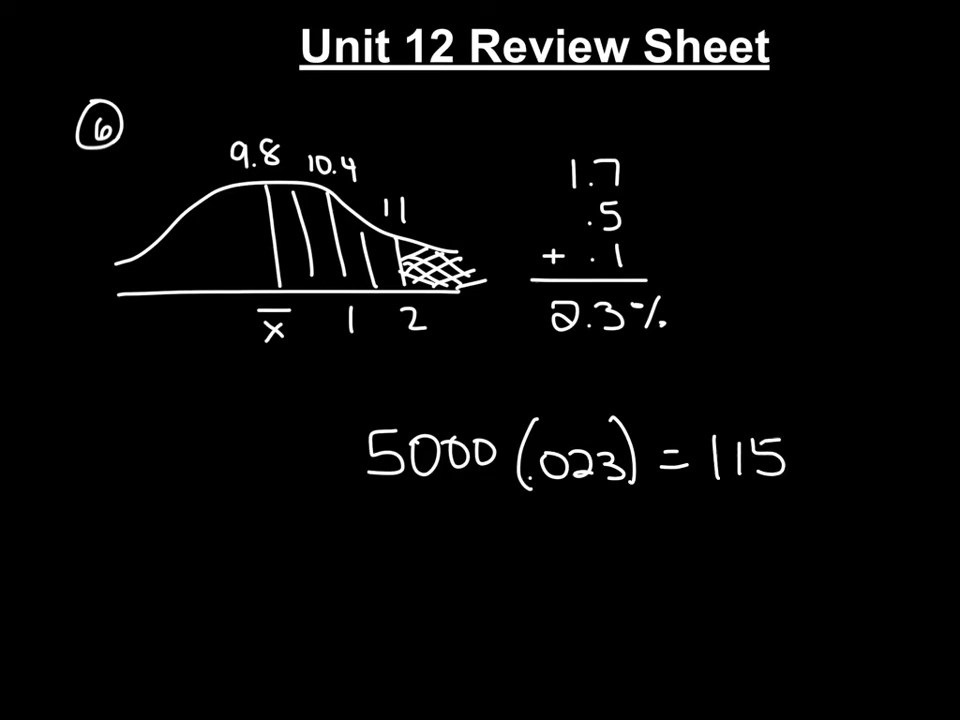 Unit 12 Review Sheet
6
9.8 10.4 11
x̅ 1 2
1.7
.5
+ .1
2.3%
5000 (.023) = 115